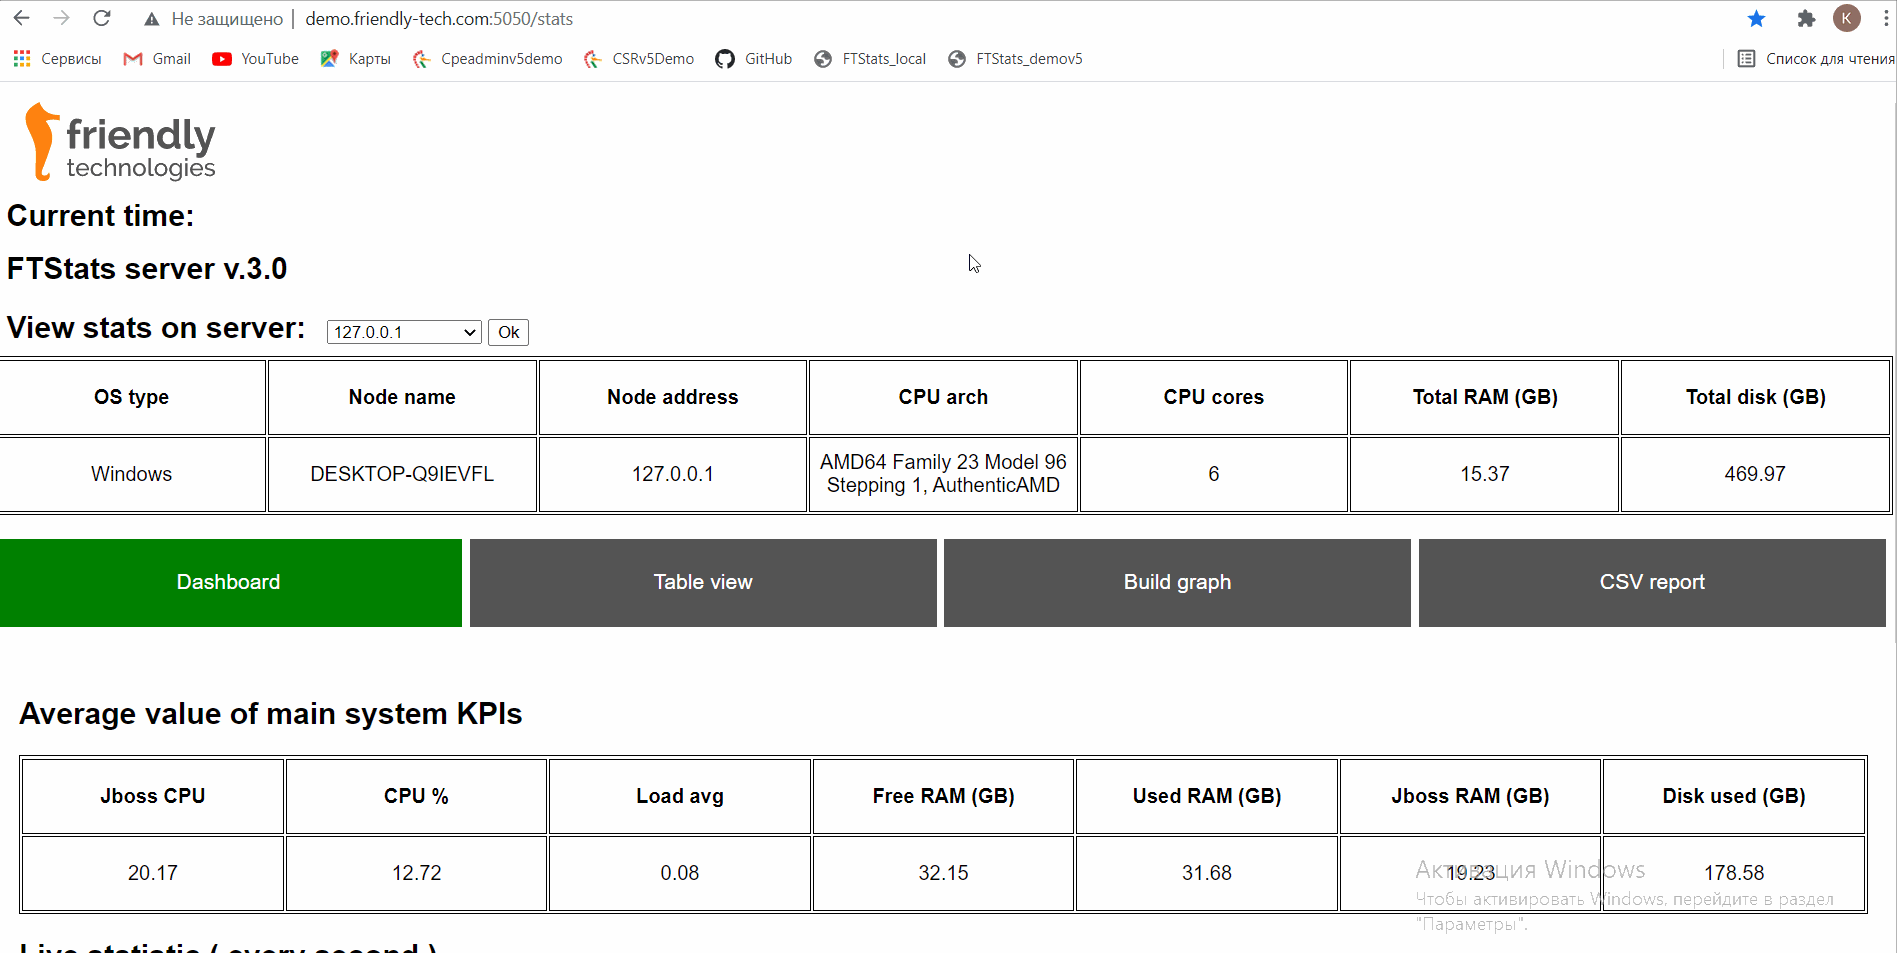 Не защищено | demo.friendly-tech.com:5050/stats
K
Сервисы Gmail YouTube Карты Cpeadminv5demo CSRv5Demo GitHub FTStats_local FTStats_demov5 Список для чтения
friendly
technologies
Current time:
FTStats server v.3.0
View stats on server: 127.0.0.1 Ok
OS type Node name Node address CPU arch CPU cores Total RAM (GB) Total disk (GB)
Windows DESKTOP-Q9IEVFL 127.0.0.1 AMD64 Family 23 Model 96 6 15.37 469.97
Stepping 1, AuthenticAMD
Dashboard Table view Build graph CSV report
Average value of main system KPIs
Jboss CPU CPU % Load avg Free RAM (GB) Used RAM (GB) Jboss RAM (GB) Disk used (GB)
20.17 12.72 0.08 32.15 31.68 19.23 178.58
Активация Windows
Чтобы активировать Windows, перейдите в раздел
"Параметры".
Live statistic ( every second )